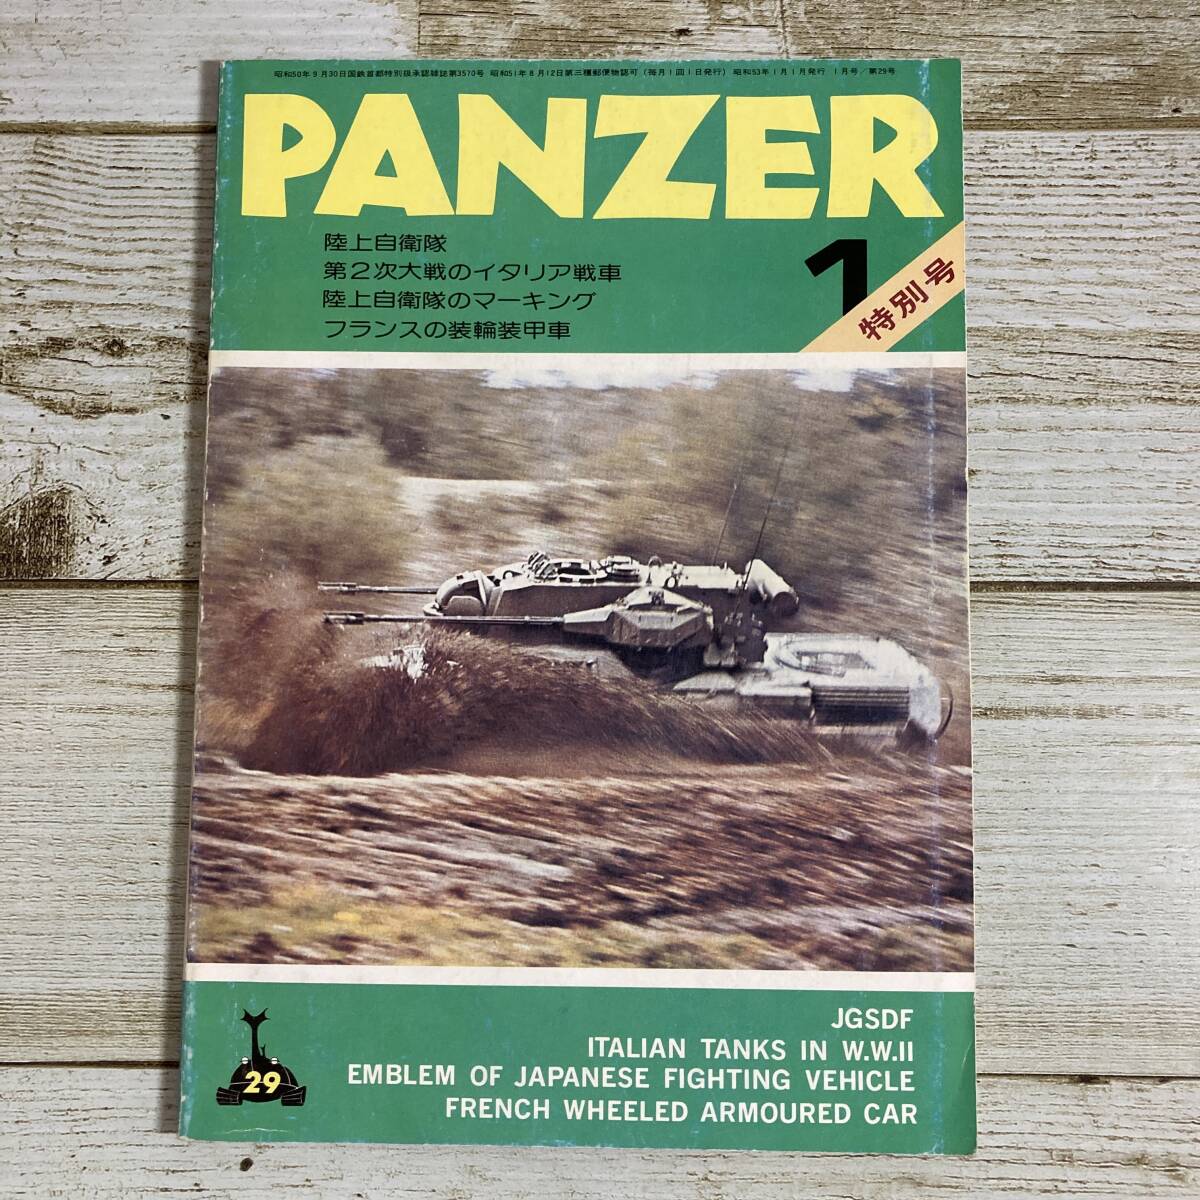 昭和50年9月30日国鉄首都特別扱承認雑誌第3570号 昭和51年8月12日第三種郵便物認可(毎月1回1日発行) 昭和53年1月1日発行 1月号/第29号
PANZER
陸上自衛隊
第2次大戦のイタリア戦車
陸上自衛隊のマーキング
フランスの装輪装甲車
1
特別号
JGSDF
ITALIAN TANKS IN W.W.II
EMBLEM OF JAPANESE FIGHTING VEHICLE
FRENCH WHEELED ARMOURED CAR
29